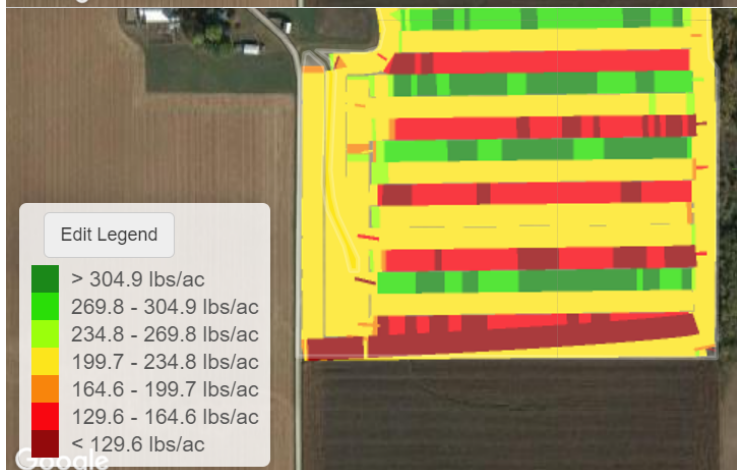 Edit Legend
> 304.9 lbs/ac
269.8 - 304.9 lbs/ac
234.8 - 269.8 lbs/ac
199.7 - 234.8 lbs/ac
164.6 - 199.7 lbs/ac
129.6 - 164.6 lbs/ac
< 129.6 lbs/ac
Google